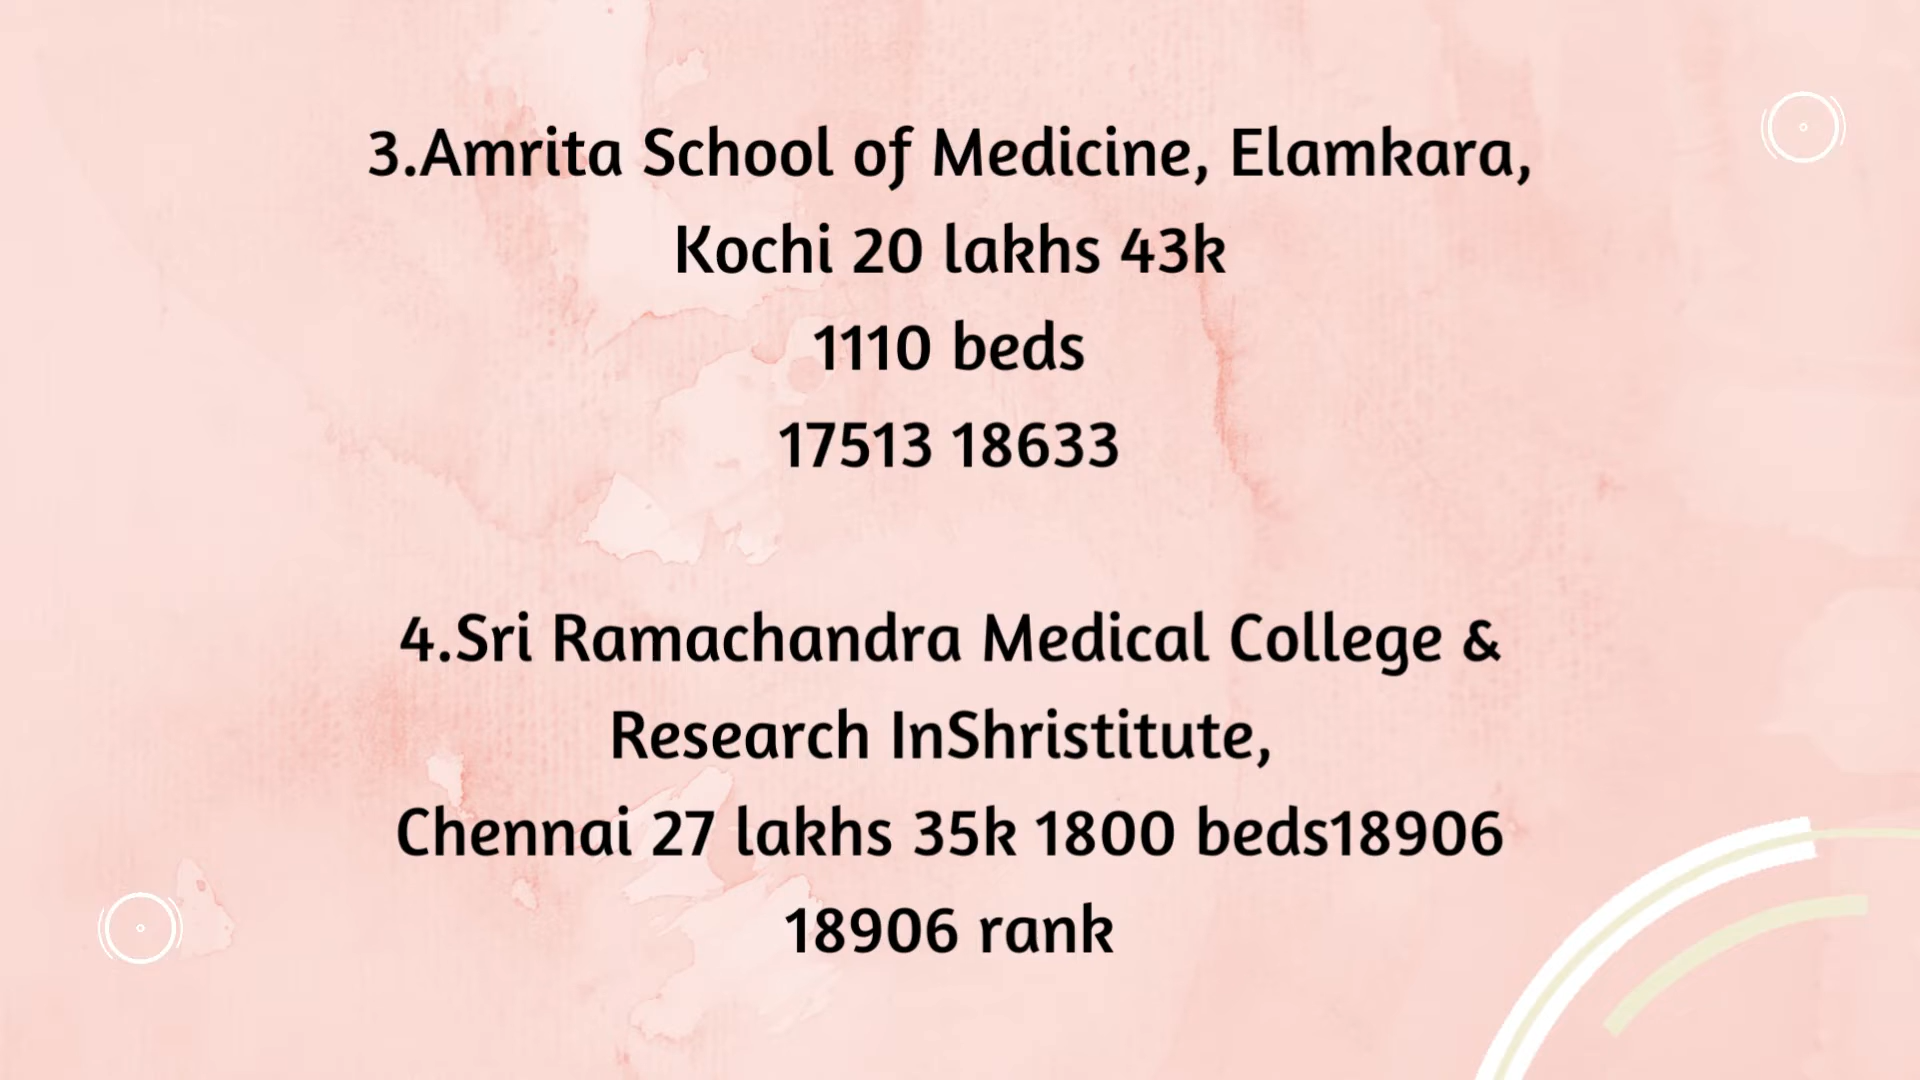 3.Amrita School of Medicine, Elamkara,
Kochi 20 lakhs 43k
1110 beds
17513 18633
4.Sri Ramachandra Medical College &
Research InShristitute,
Chennai 27 lakhs 35k 1800 beds18906
18906 rank